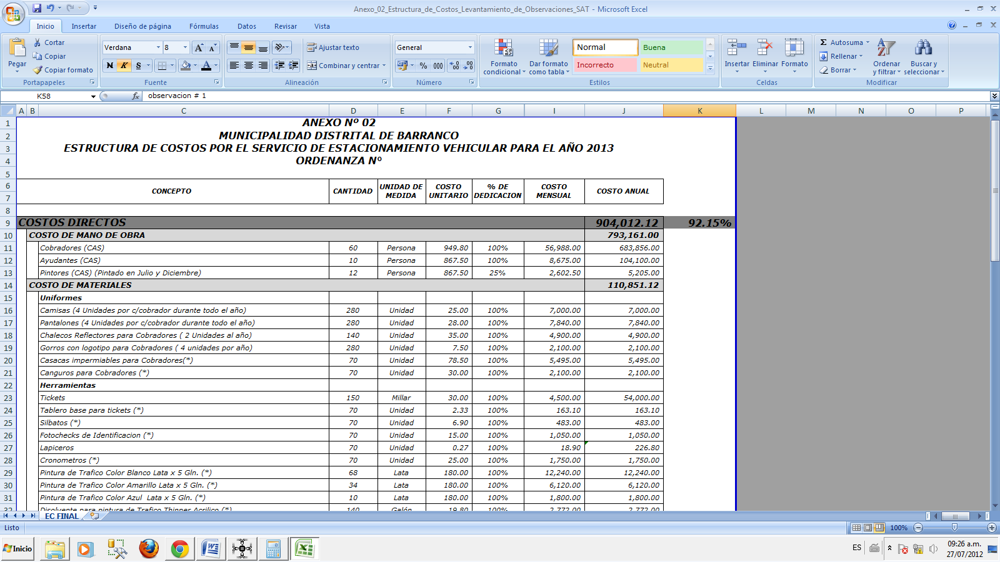 Anexo_02_Estructura_de_Costos_Levantamiento_de_Observaciones_SAT - Microsoft Excel
Inicio Insertar Diseño de página Fórmulas Datos Revisar Vista
Pegar
Cortar
Copiar
Copiar formato
Portapapeles
Verdana 8
N K S
Fuente
Ajustar texto
Combinar y centrar
Alineación
General
% 000
Número
Formato condicional
Dar formato como tabla
Normal Buena
Incorrecto Neutral
Estilos
Insertar Eliminar Formato
Celdas
Σ Autosuma
Rellenar
Borrar
Ordenar y filtrar
Buscar y seleccionar
Modificar
K58 fx observacion # 1
A B C D E F G I J K L M N O P
1 ANEXO Nº 02
2 MUNICIPALIDAD DISTRITAL DE BARRANCO
3 ESTRUCTURA DE COSTOS POR EL SERVICIO DE ESTACIONAMIENTO VEHICULAR PARA EL AÑO 2013
4 ORDENANZA Nº
5
6 CONCEPTO CANTIDAD UNIDAD DE COSTO % DE COSTO COSTO ANUAL
7 MEDIDA UNITARIO DEDICACION MENSUAL
8
9 COSTOS DIRECTOS 904,012.12 92.15%
10 COSTO DE MANO DE OBRA 793,161.00
11 Cobradores (CAS) 60 Persona 949.80 100% 56,988.00 683,856.00
12 Ayudantes (CAS) 10 Persona 867.50 100% 8,675.00 104,100.00
13 Pintores (CAS) (Pintado en Julio y Diciembre) 12 Persona 867.50 25% 2,602.50 5,205.00
14 COSTO DE MATERIALES 110,851.12
15 Uniformes
16 Camisas (4 Unidades por c/cobrador durante todo el año) 280 Unidad 25.00 100% 7,000.00 7,000.00
17 Pantalones (4 Unidades por c/cobrador durante todo el año) 280 Unidad 28.00 100% 7,840.00 7,840.00
18 Chalecos Reflectores para Cobradores ( 2 Unidades al año) 140 Unidad 35.00 100% 4,900.00 4,900.00
19 Gorros con logotipo para Cobradores ( 4 unidades por año) 280 Unidad 7.50 100% 2,100.00 2,100.00
20 Casacas impermiables para Cobradores(*) 70 Unidad 78.50 100% 5,495.00 5,495.00
21 Canguros para Cobradores (*) 70 Unidad 30.00 100% 2,100.00 2,100.00
22 Herramientas
23 Tickets 150 Millar 30.00 100% 4,500.00 54,000.00
24 Tablero base para tickets (*) 70 Unidad 2.33 100% 163.10 163.10
25 Silbatos (*) 70 Unidad 6.90 100% 483.00 483.00
26 Fotochecks de Identificacion (*) 70 Unidad 15.00 100% 1,050.00 1,050.00
27 Lapiceros 70 Unidad 0.27 100% 18.90 226.80
28 Cronometros (*) 70 Unidad 25.00 100% 1,750.00 1,750.00
29 Pintura de Trafico Color Blanco Lata x 5 Gln. (*) 68 Lata 180.00 100% 12,240.00 12,240.00
30 Pintura de Trafico Color Amarillo Lata x 5 Gln. (*) 34 Lata 180.00 100% 6,120.00 6,120.00
31 Pintura de Trafico Color Azul Lata x 5 Gln. (*) 10 Lata 180.00 100% 1,800.00 1,800.00
32 Disolvente para pintura de Trafico Thinner Acrilico (*) 140 Galón 19.80 100% 2,772.00 2,772.00
EC FINAL
Listo 100%
Inicio ES 09:26 a.m.
27/07/2012